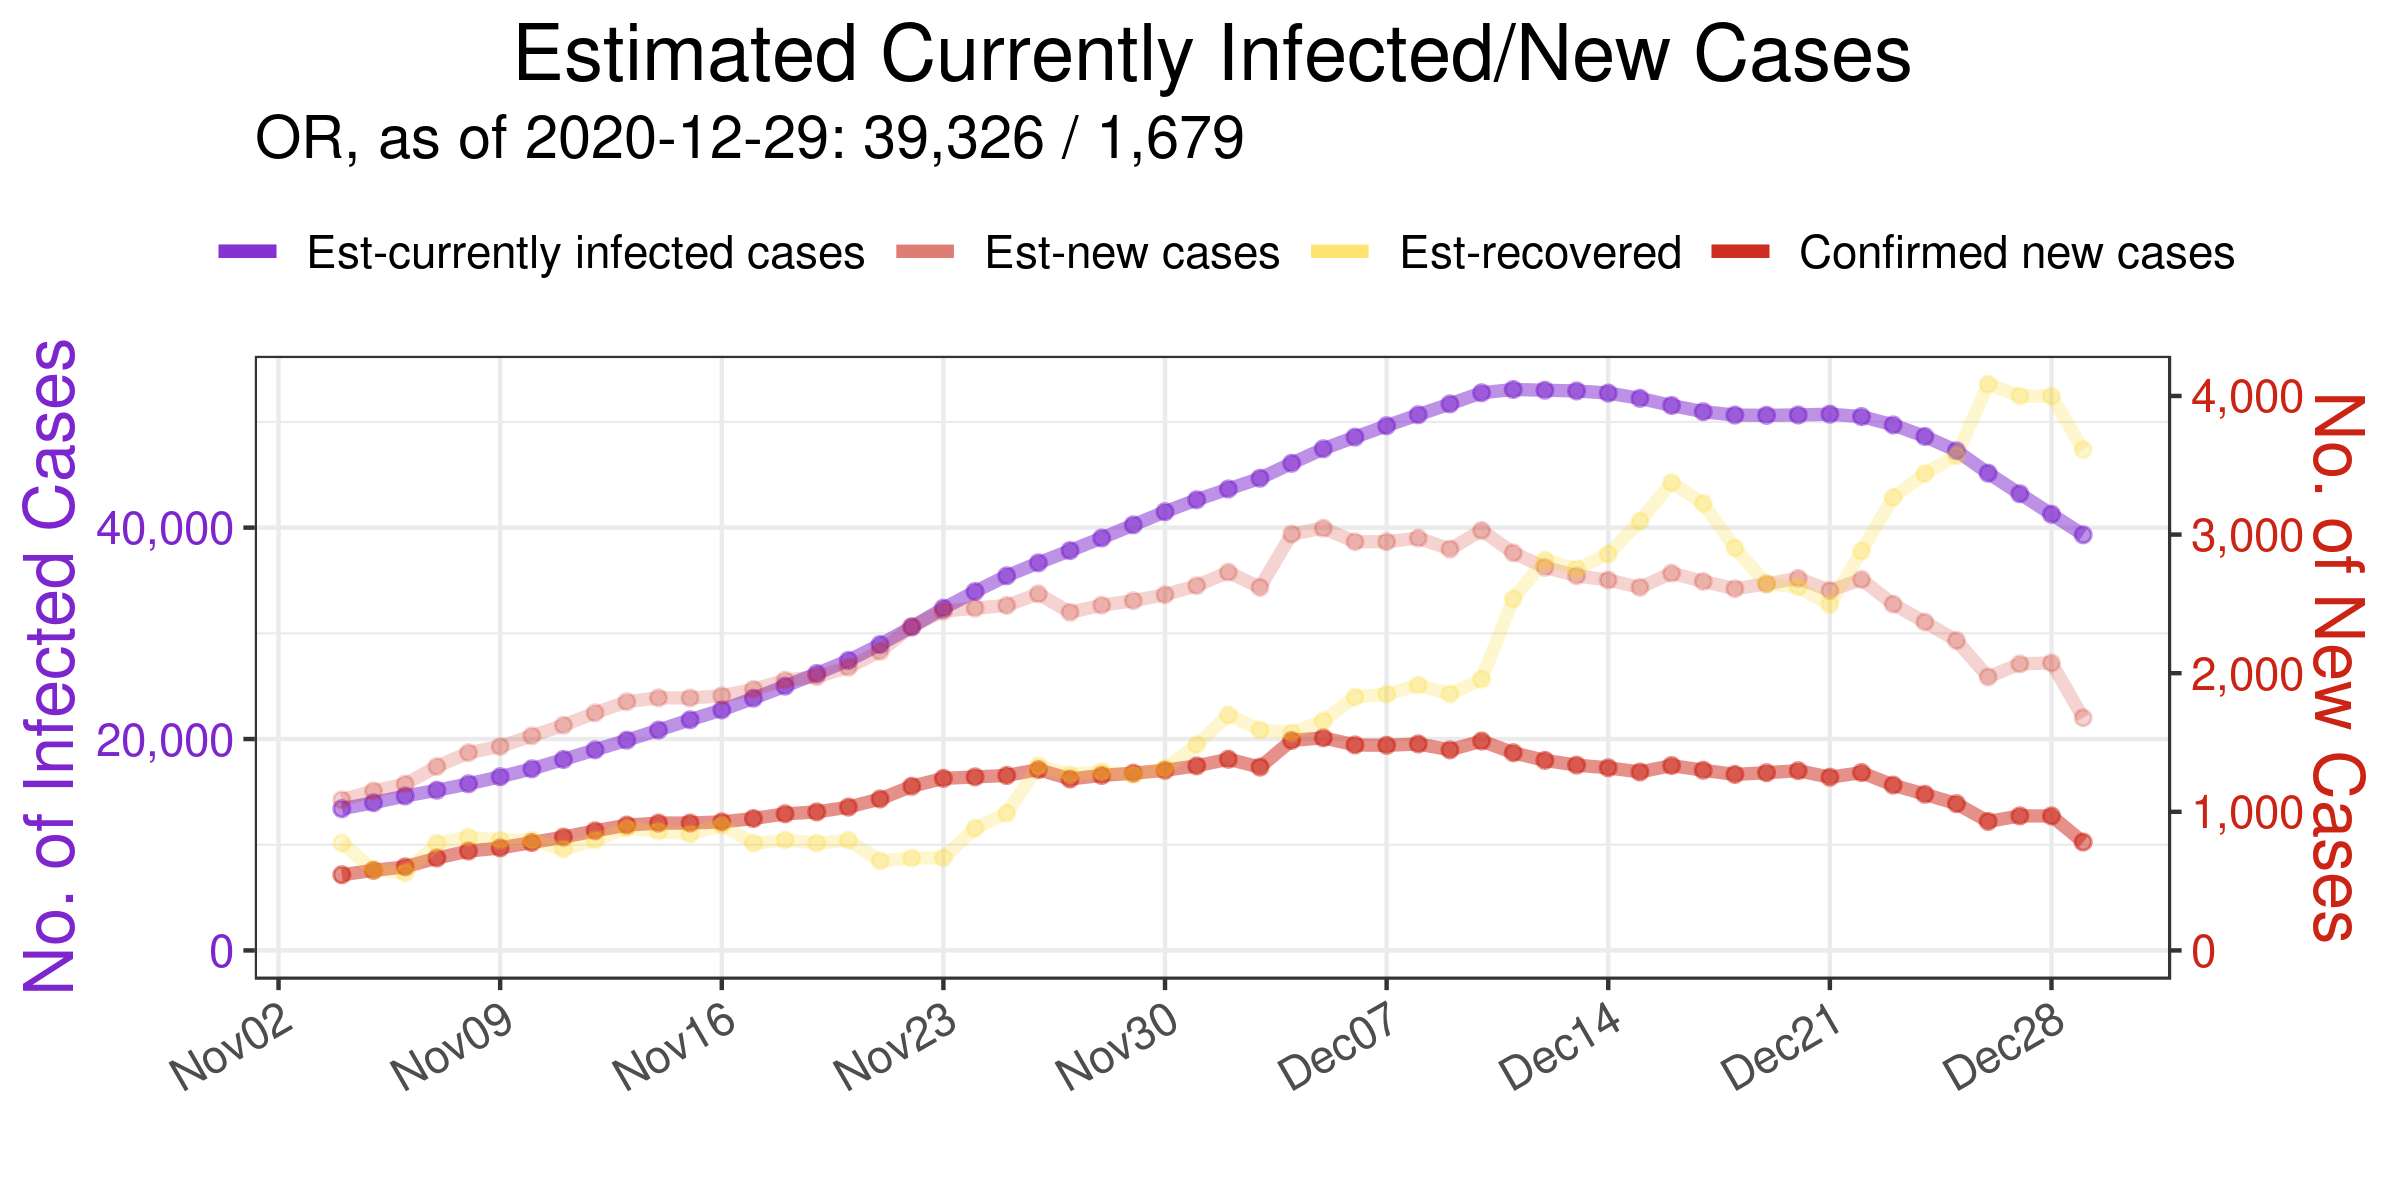 Estimated Currently Infected/New Cases
OR, as of 2020-12-29: 39,326 / 1,679
Est-currently infected cases Est-new cases Est-recovered Confirmed new cases
No. of Infected Cases
40,000
20,000
0
4,000
3,000
2,000
1,000
0
No. of New Cases
Nov02 Nov09 Nov16 Nov23 Nov30 Dec07 Dec14 Dec21 Dec28